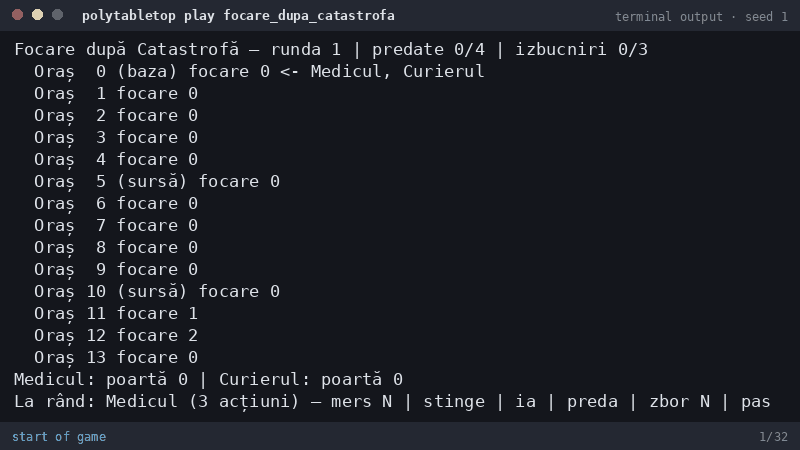 polytabletop play focare_dupa_catastrofa
terminal output · seed 1
Focare după Catastrofă — runda 1 | predate 0/4 | izbucniri 0/3
Oraș 0 (baza) focare 0 <- Medicul, Curierul
Oraș 1 focare 0
Oraș 2 focare 0
Oraș 3 focare 0
Oraș 4 focare 0
Oraș 5 (sursă) focare 0
Oraș 6 focare 0
Oraș 7 focare 0
Oraș 8 focare 0
Oraș 9 focare 0
Oraș 10 (sursă) focare 0
Oraș 11 focare 1
Oraș 12 focare 2
Oraș 13 focare 0
Medicul: poartă 0 | Curierul: poartă 0
La rând: Medicul (3 acțiuni) — mers N | stinge | ia | preda | zbor N | pas
start of game
1/32